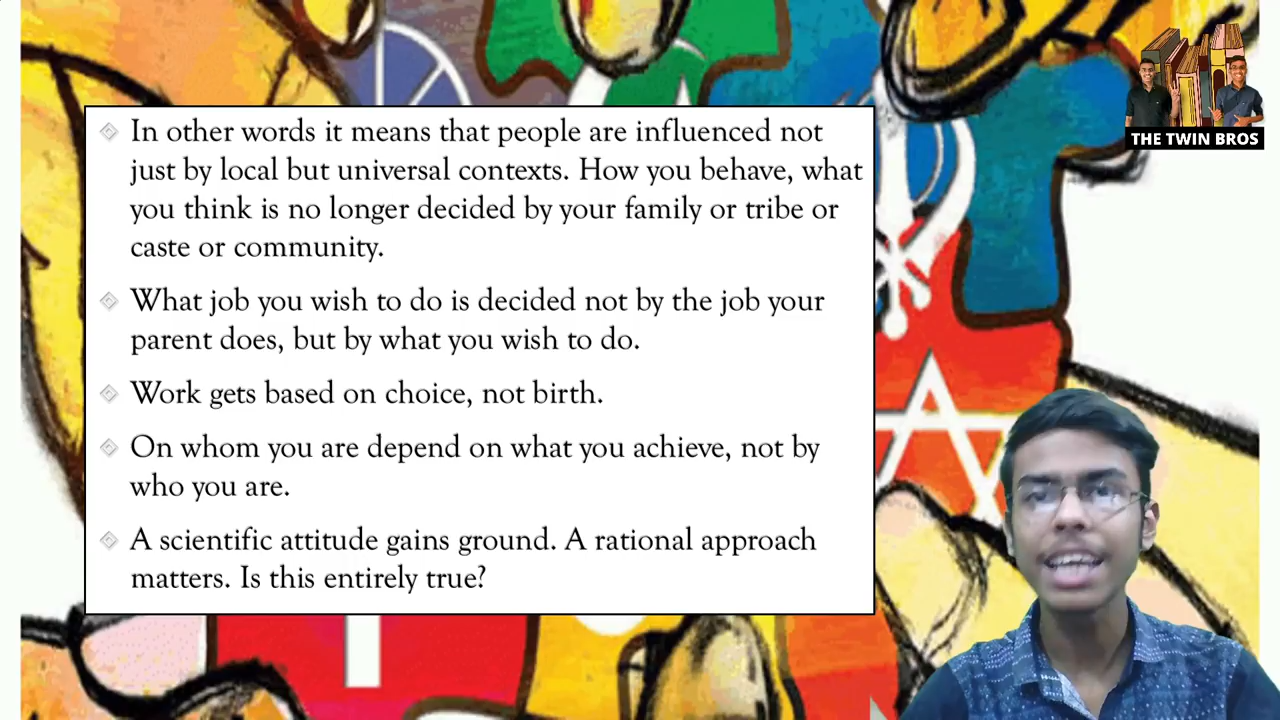 In other words it means that people are influenced not
just by local but universal contexts. How you behave, what
you think is no longer decided by your family or tribe or
caste or community.
What job you wish to do is decided not by the job your
parent does, but by what you wish to do.
Work gets based on choice, not birth.
On whom you are depend on what you achieve, not by
who you are.
A scientific attitude gains ground. A rational approach
matters. Is this entirely true?
THE TWIN BROS